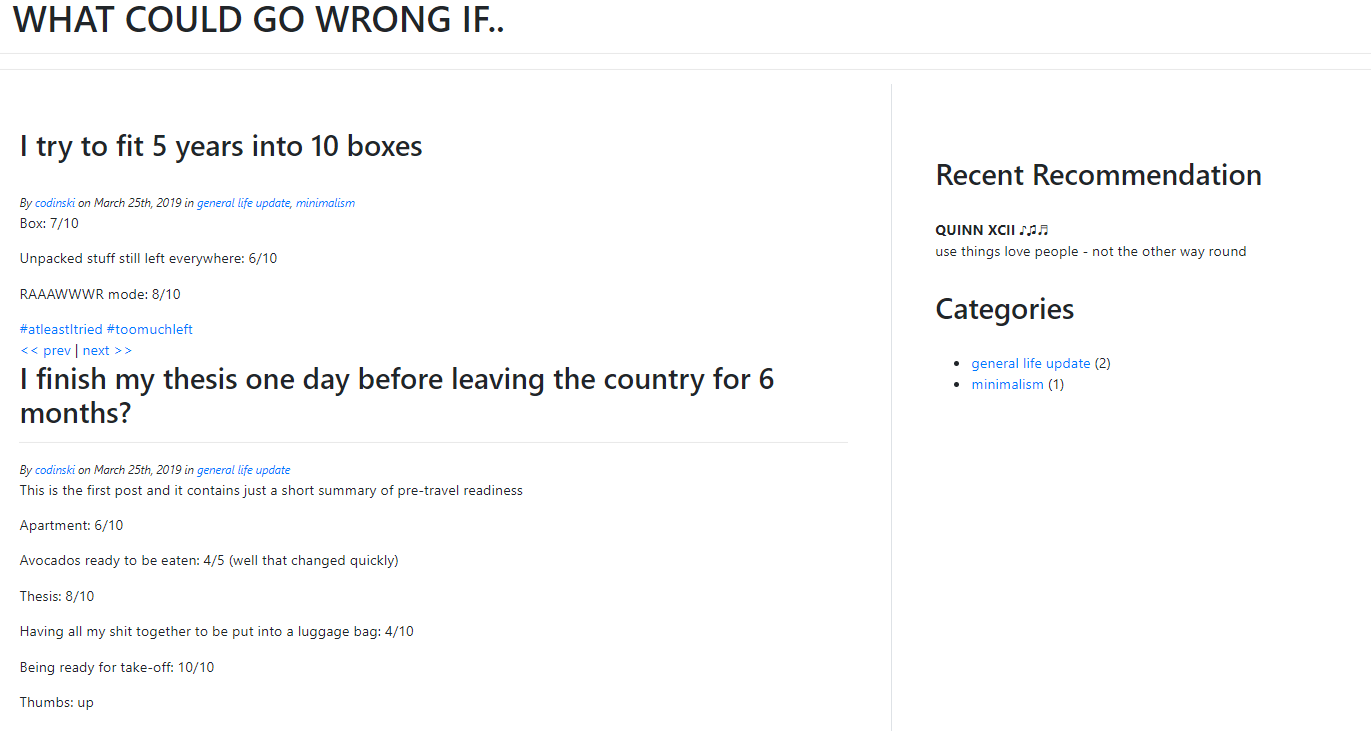 WHAT COULD GO WRONG IF..
I try to fit 5 years into 10 boxes
By codinski on March 25th, 2019 in general life update, minimalism
Box: 7/10
Unpacked stuff still left everywhere: 6/10
RAAAWWWR mode: 8/10
#atleastItried #toomuchleft
<< prev | next >>
I finish my thesis one day before leaving the country for 6
months?
By codinski on March 25th, 2019 in general life update
This is the first post and it contains just a short summary of pre-travel readiness
Apartment: 6/10
Avocados ready to be eaten: 4/5 (well that changed quickly)
Thesis: 8/10
Having all my shit together to be put into a luggage bag: 4/10
Being ready for take-off: 10/10
Thumbs: up
Recent Recommendation
QUINN XCII ♪♫♬
use things love people - not the other way round
Categories
• general life update (2)
• minimalism (1)